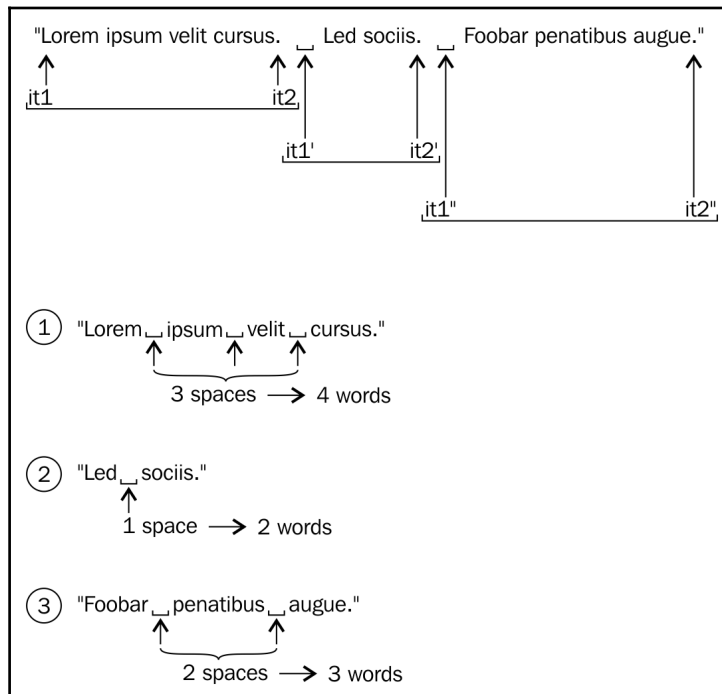 "Lorem ipsum velit cursus. ␣ Led sociis. ␣ Foobar penatibus augue."
it1 it2
it1' it2'
it1" it2"
1 "Lorem ␣ ipsum ␣ velit ␣ cursus."
3 spaces → 4 words
2 "Led ␣ sociis."
1 space → 2 words
3 "Foobar ␣ penatibus ␣ augue."
2 spaces → 3 words